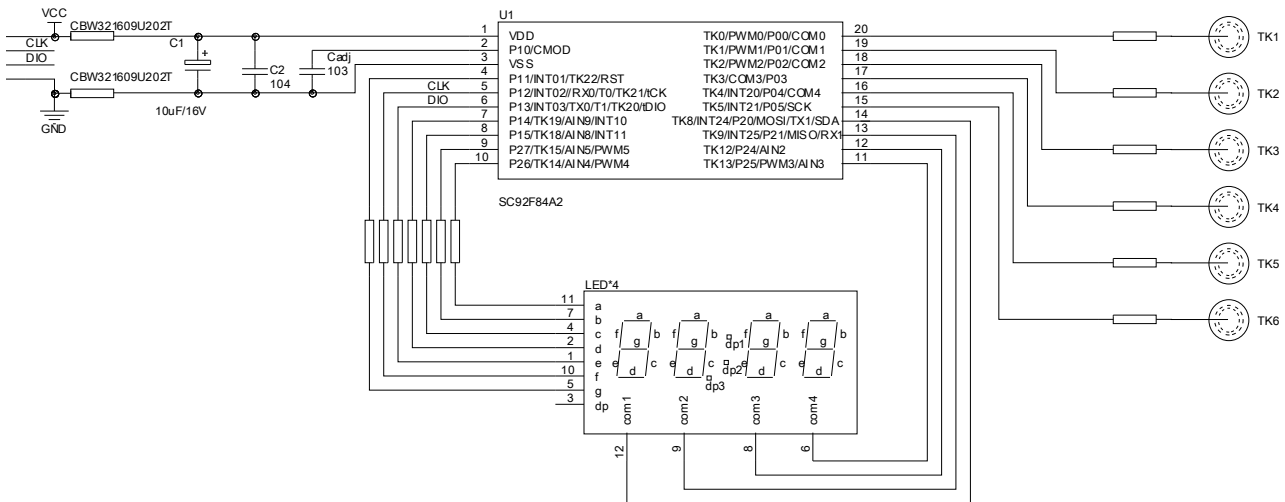 VCC
CBW321609U202T
CLK
DIO
CBW321609U202T
GND
C1
+
10uF/16V
C2
104
Cadj
103
U1
1 VDD
2 P10/CMOD
3 VSS
4 P11/INT01/TK22/RST
CLK 5 P12/INT02//RX0/T0/TK21/tCK
DIO 6 P13/INT03/TX0/T1/TK20/tDIO
7 P14/TK19/AIN9/INT10
8 P15/TK18/AIN8/INT11
9 P27/TK15/AIN5/PWM5
10 P26/TK14/AIN4/PWM4
TK0/PWM0/P00/COM0 20
TK1/PWM1/P01/COM1 19
TK2/PWM2/P02/COM2 18
TK3/COM3/P03 17
TK4/INT20/P04/COM4 16
TK5/INT21/P05/SCK 15
TK8/INT24/P20/MOSI/TX1/SDA 14
TK9/INT25/P21/MISO/RX1 13
TK12/P24/AIN2 12
TK13/P25/PWM3/AIN3 11
SC92F84A2
TK1
TK2
TK3
TK4
TK5
TK6
LED*4
11 a
7 b
4 c
2 d
1 e
10 f
5 g
3 dp
a a a a
f b f b f b f b
g g g g
dp1
e c e c e c e c
dp2
d d d d
dp3
com1 com2 com3 com4
12 9 8 6